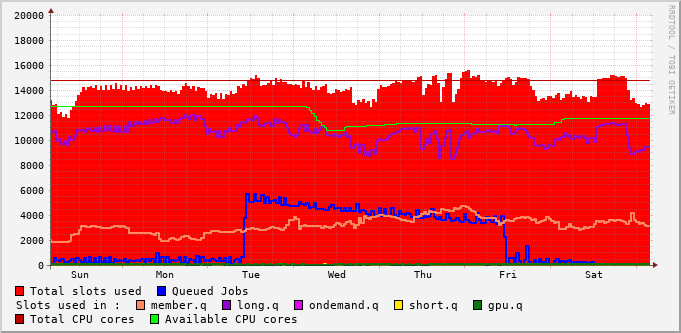 RRDTOOL / TOBI OETIKER
20000
18000
16000
14000
12000
10000
8000
6000
4000
2000
0
Sun Mon Tue Wed Thu Fri Sat
Total slots used Queued Jobs
Slots used in : member.q long.q ondemand.q short.q gpu.q
Total CPU cores Available CPU cores